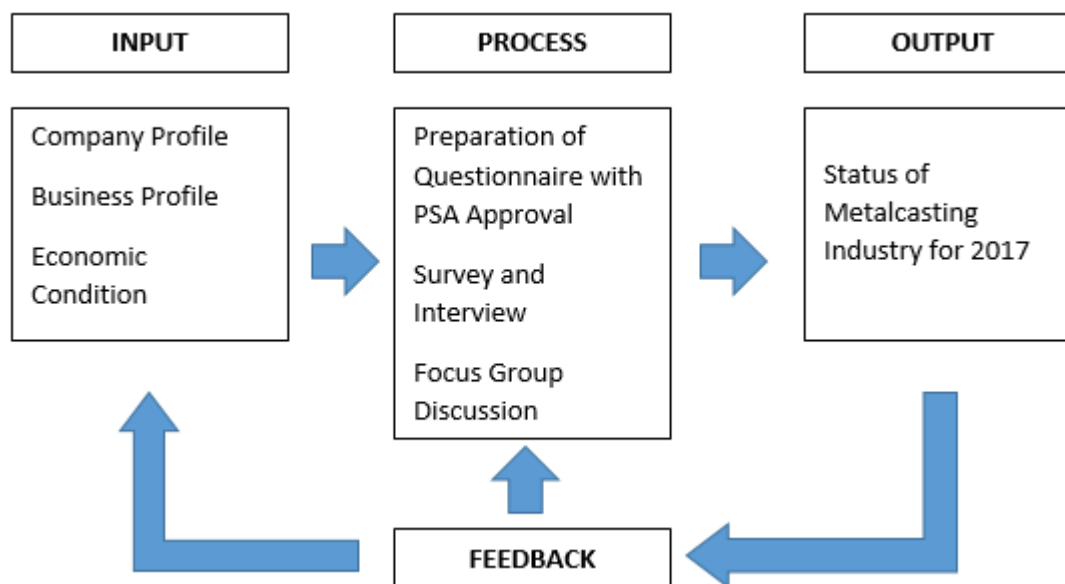 INPUT
PROCESS
OUTPUT
Company Profile
Business Profile
Economic
Condition
Preparation of
Questionnaire with
PSA Approval
Survey and
Interview
Focus Group
Discussion
Status of
Metalcasting
Industry for 2017
FEEDBACK